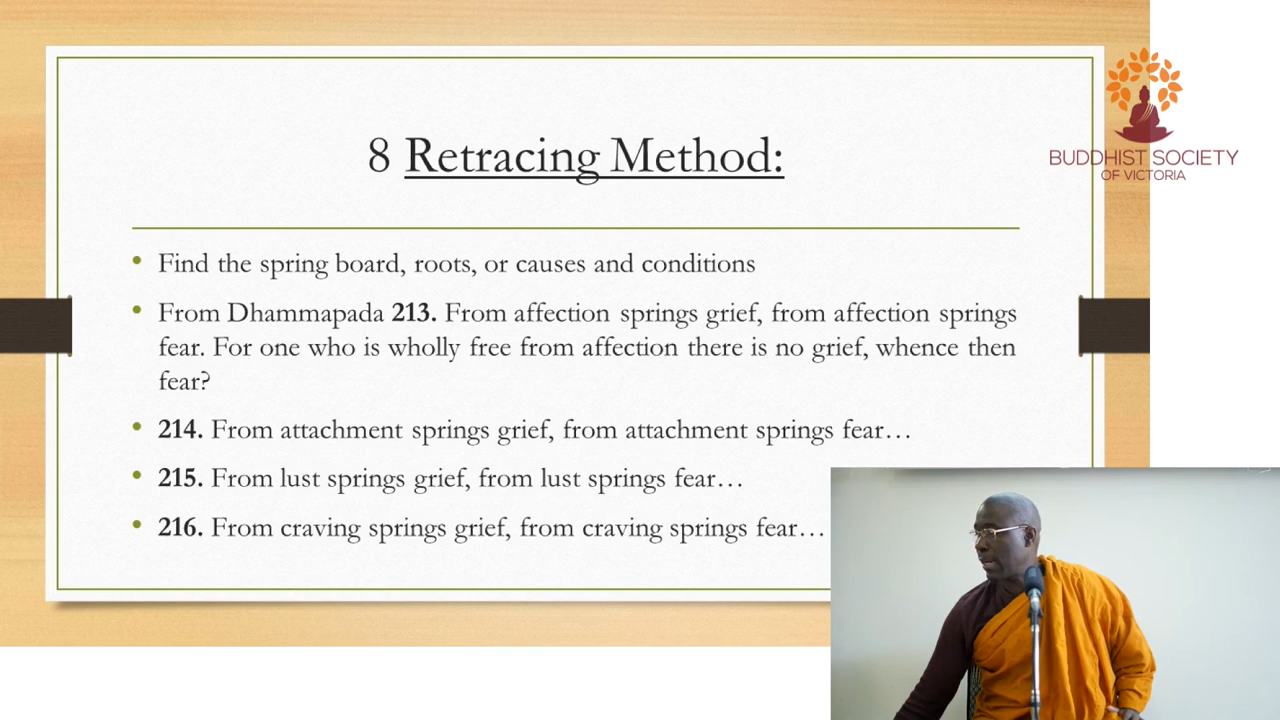 8 Retracing Method:
BUDDHIST SOCIETY
OF VICTORIA
• Find the spring board, roots, or causes and conditions
• From Dhammapada 213. From affection springs grief, from affection springs
fear. For one who is wholly free from affection there is no grief, whence then
fear?
• 214. From attachment springs grief, from attachment springs fear…
• 215. From lust springs grief, from lust springs fear…
• 216. From craving springs grief, from craving springs fear…